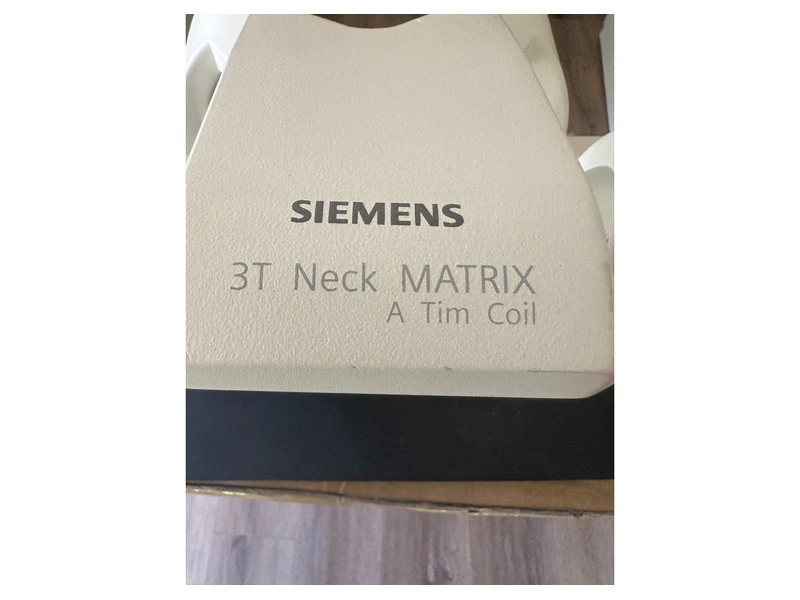 SIEMENS
3T Neck MATRIX
A Tim Coil